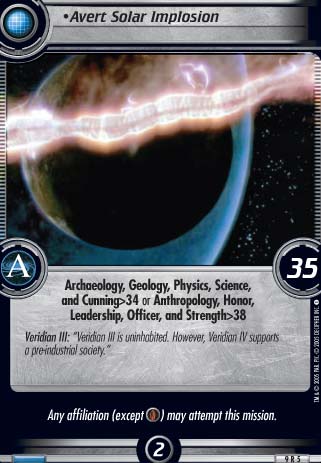 •Avert Solar Implosion
A
35
Archaeology, Geology, Physics, Science,
and Cunning>34 or Anthropology, Honor,
Leadership, Officer, and Strength>38
Veridian III: "Veridian III is uninhabited. However, Veridian IV supports
a pre-industrial society."
Any affiliation (except ) may attempt this mission.
2
9 R 5